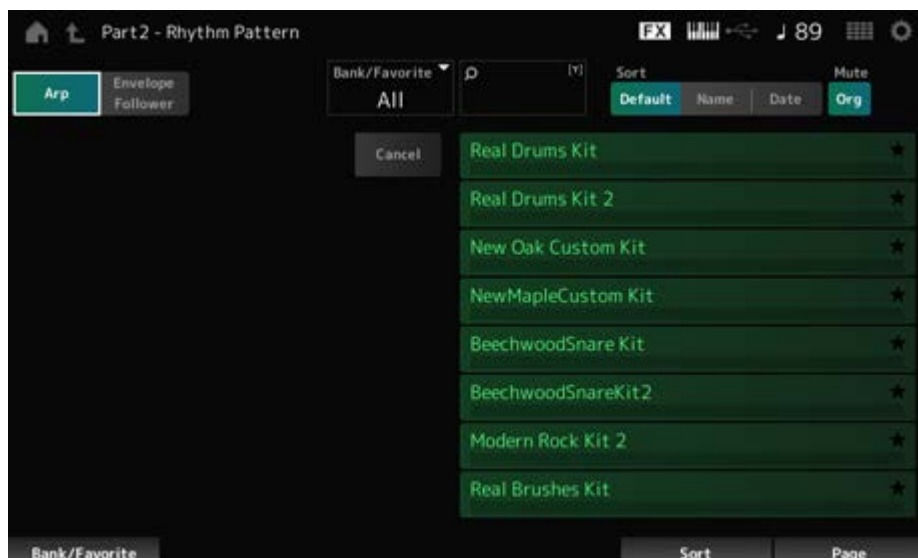 Part2 - Rhythm Pattern
FX
♩ 89
Arp
Envelope
Follower
Bank/Favorite
All
[Y]
Sort
Default Name Date
Mute
Org
Cancel
Real Drums Kit
Real Drums Kit 2
New Oak Custom Kit
NewMapleCustom Kit
BeechwoodSnare Kit
BeechwoodSnareKit2
Modern Rock Kit 2
Real Brushes Kit
Bank/Favorite
Sort
Page